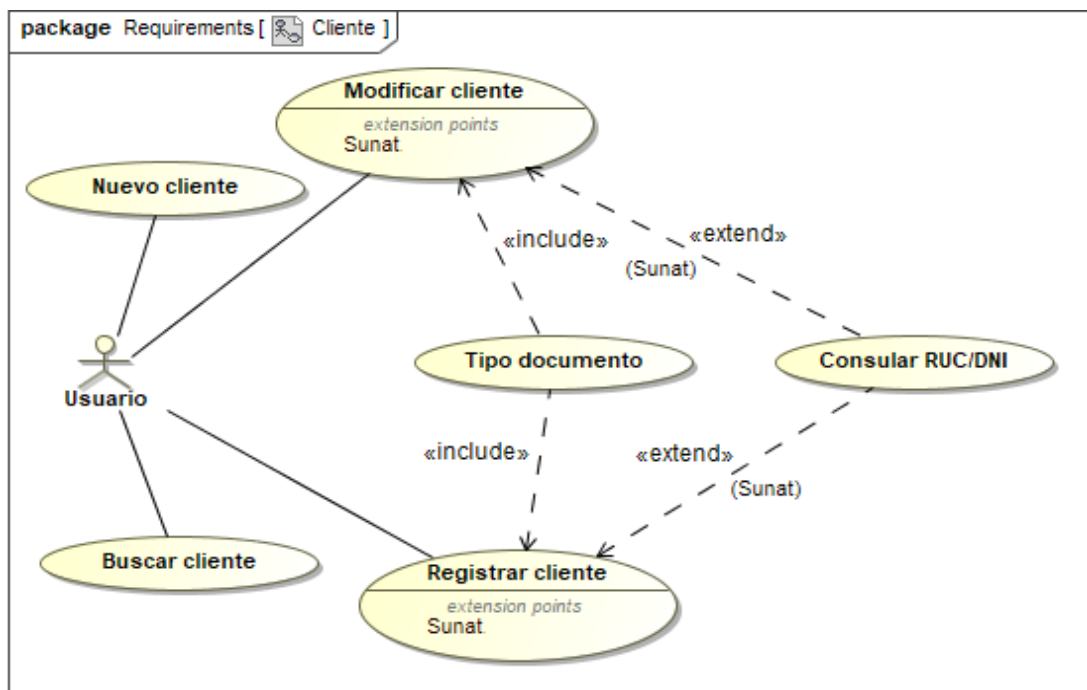 package Requirements [ Cliente ]
Modificar cliente
extension points
Sunat
Nuevo cliente
«include»
«extend»
(Sunat)
Tipo documento
Consular RUC/DNI
Usuario
«include»
«extend»
(Sunat)
Buscar cliente
Registrar cliente
extension points
Sunat